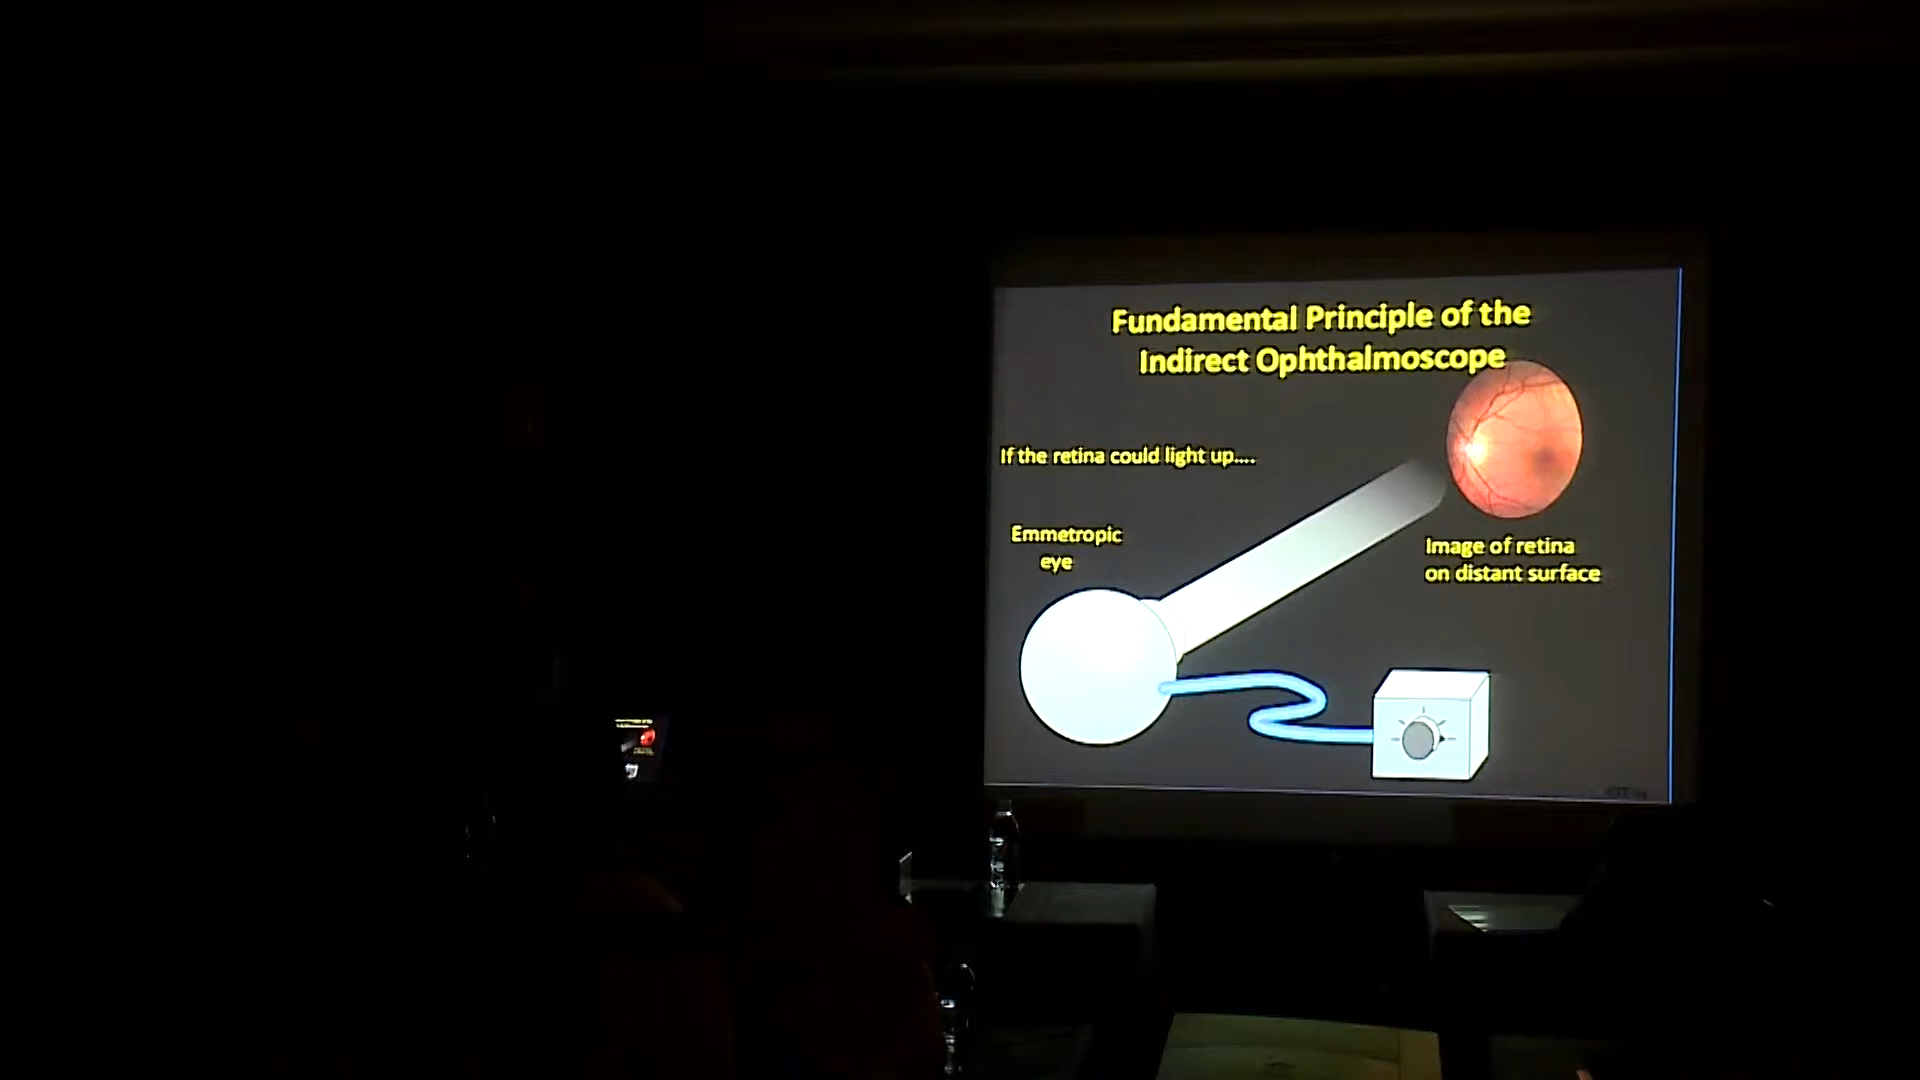 Fundamental Principle of the
Indirect Ophthalmoscope
If the retina could light up....
Emmetropic
eye
Image of retina
on distant surface